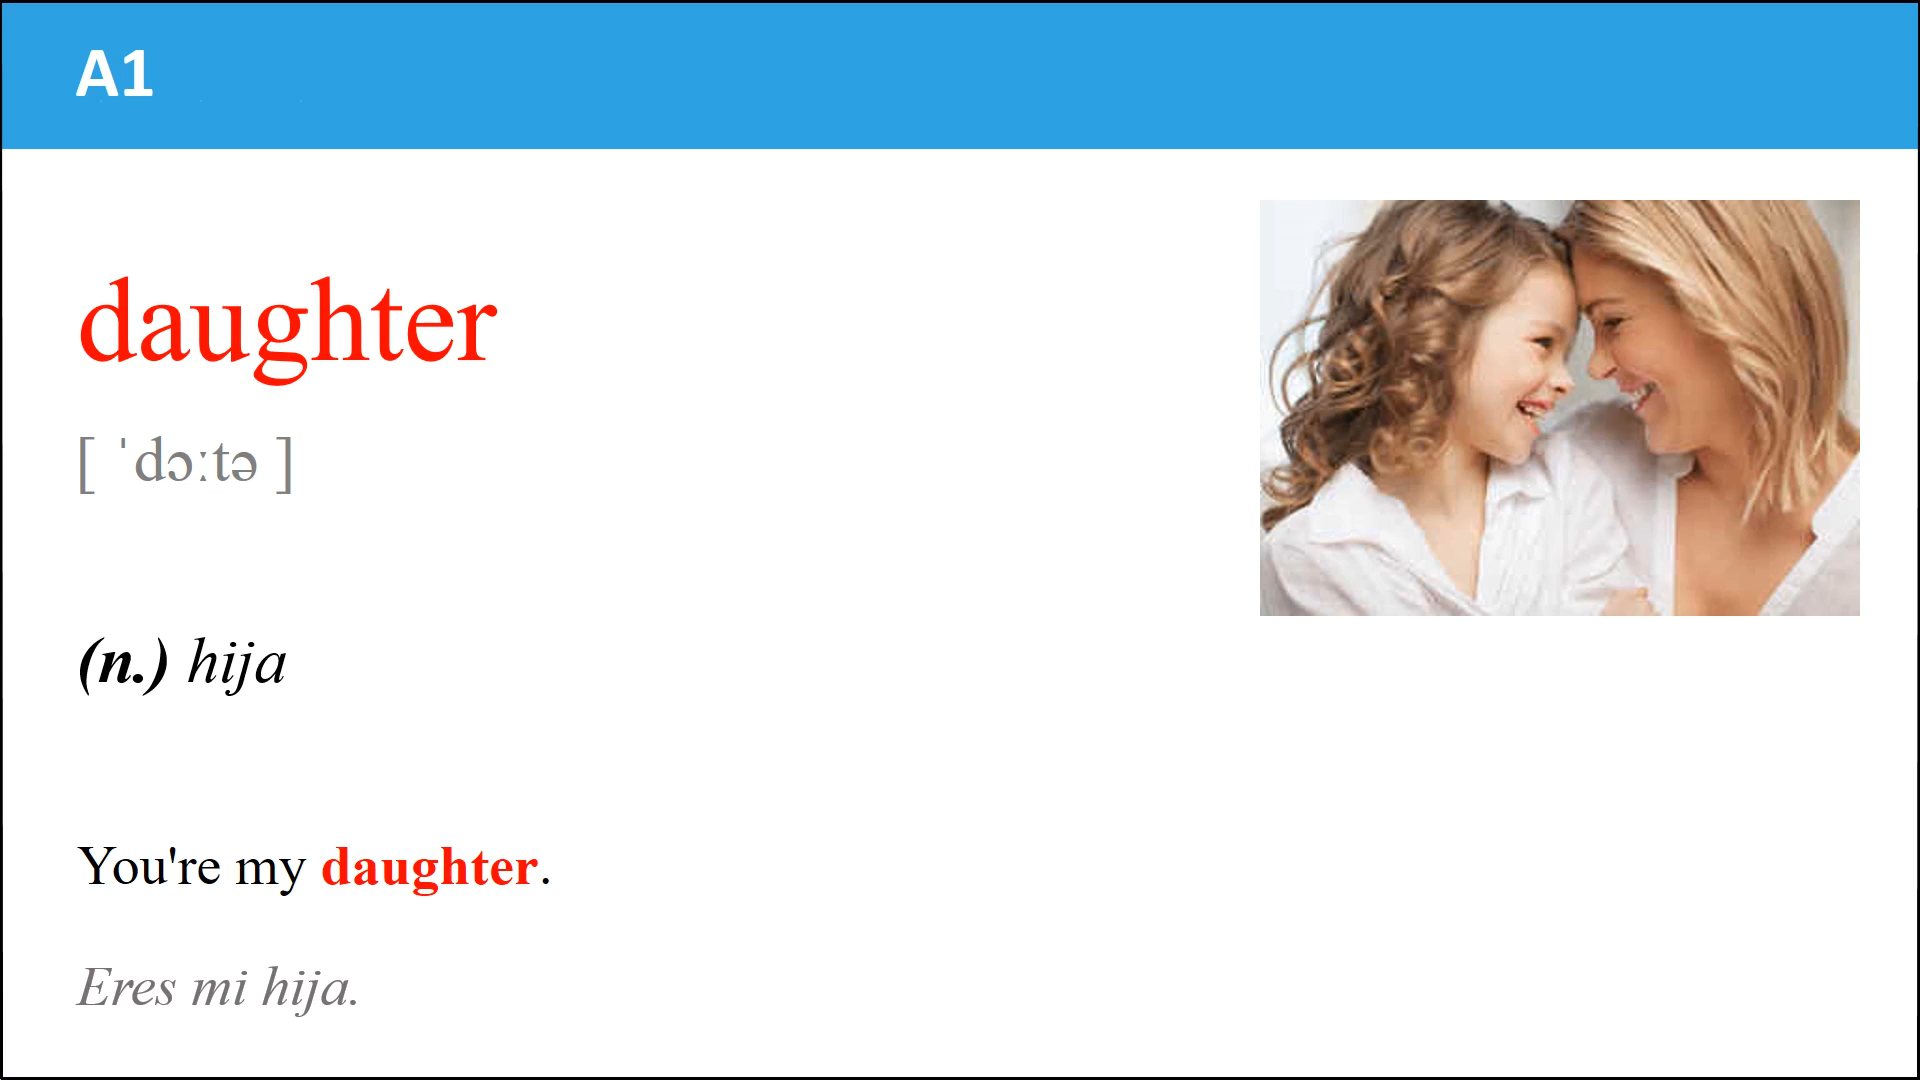 A1
daughter
[ ˈdɔːtə ]
(n.) hija
You're my daughter.
Eres mi hija.